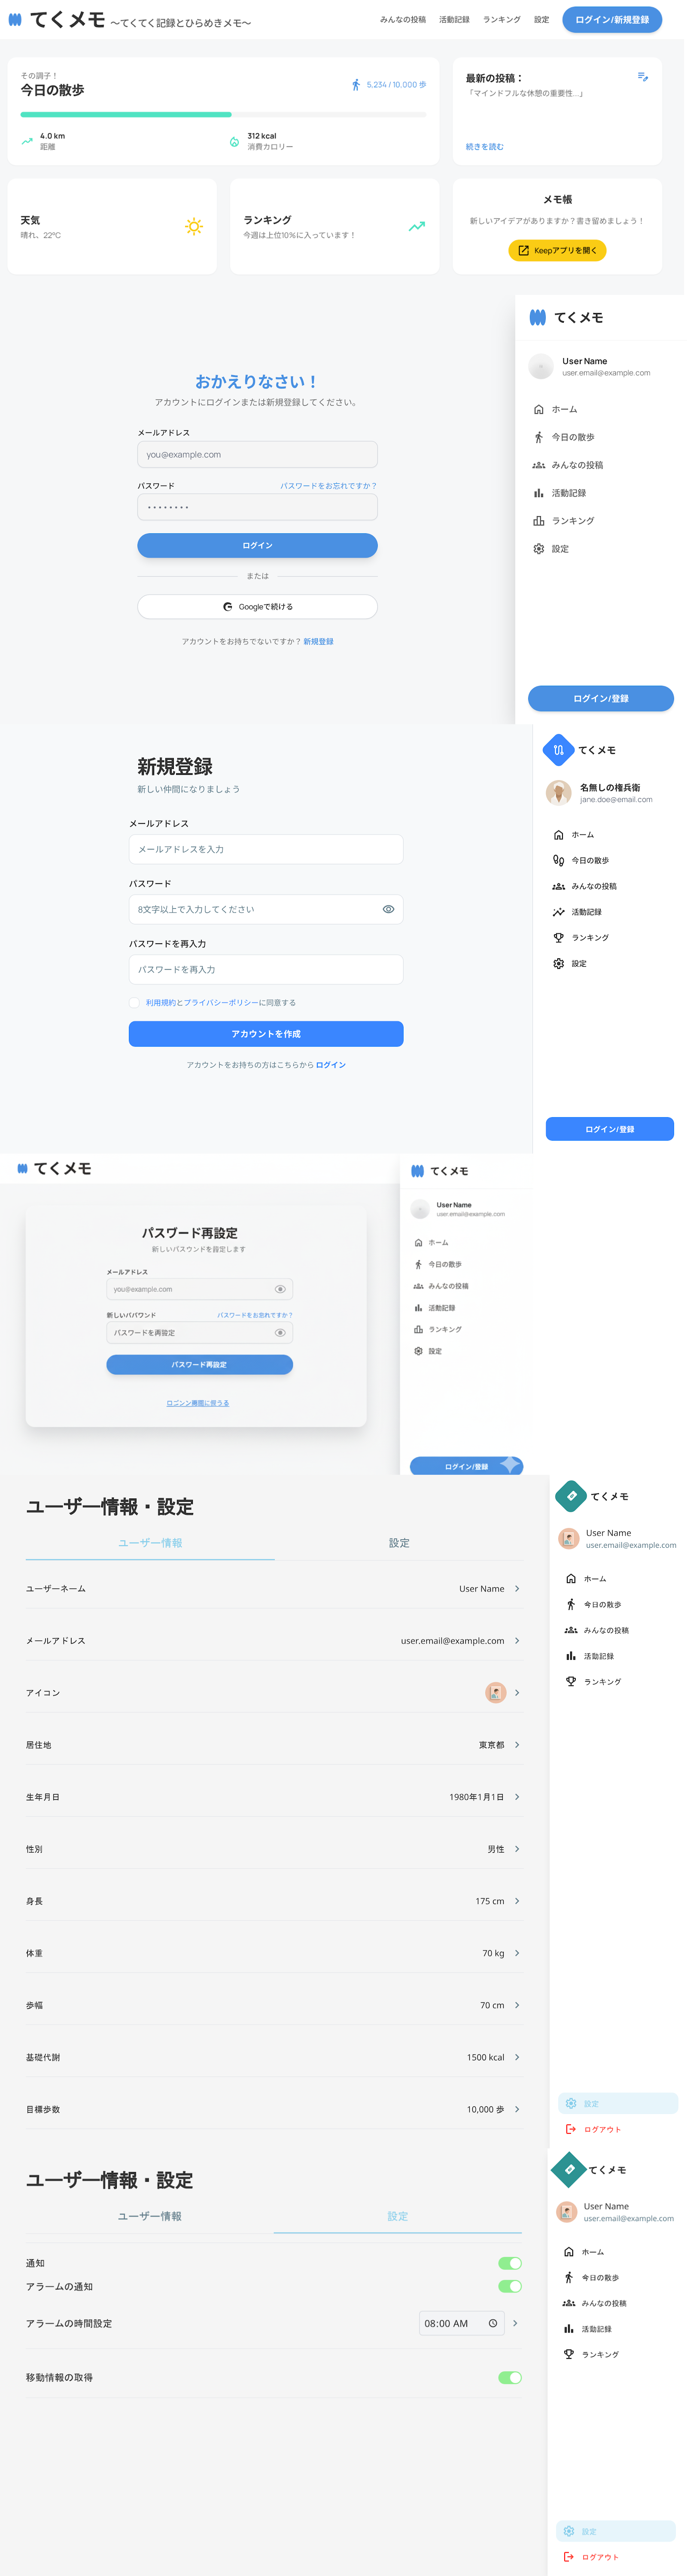 てくメモ ～てくてく記録とひらめきメモ～
みんなの投稿 活動記録 ランキング 設定 ログイン/新規登録
その調子！
今日の散歩
5,234 / 10,000 歩
4.0 km
距離
312 kcal
消費カロリー
最新の投稿：
「マインドフルな休憩の重要性...」
続きを読む
天気
晴れ、22°C
ランキング
今週は上位10%に入っています！
メモ帳
新しいアイデアがありますか？書き留めましょう！
Keepアプリを開く
おかえりなさい！
アカウントにログインまたは新規登録してください。
メールアドレス
you@example.com
パスワード パスワードをお忘れですか？
ログイン
または
Googleで続ける
アカウントをお持ちでないですか？ 新規登録
てくメモ
User Name
user.email@example.com
ホーム
今日の散歩
みんなの投稿
活動記録
ランキング
設定
ログイン/登録
新規登録
新しい仲間になりましょう
メールアドレス
メールアドレスを入力
パスワード
8文字以上で入力してください
パスワードを再入力
パスワードを再入力
利用規約とプライバシーポリシーに同意する
アカウントを作成
アカウントをお持ちの方はこちらから ログイン
てくメモ
名無しの権兵衛
jane.doe@email.com
ホーム
今日の散歩
みんなの投稿
活動記録
ランキング
設定
ログイン/登録
てくメモ
パスワード再設定
新しいパスウンドを設定します
メールアドレス
you@example.com
新しいパパワンド パスワードをお忘れですか？
パスワードを再設定
パスワード再設定
てくメモ
User Name
user.email@example.com
ホーム
今日の散歩
みんなの投稿
活動記録
ランキング
設定
ログイン/登録
ユーザー情報・設定
ユーザー情報 設定
ユーザーネーム User Name
メールアドレス user.email@example.com
アイコン
居住地 東京都
生年月日 1980年1月1日
性別 男性
身長 175 cm
体重 70 kg
歩幅 70 cm
基礎代謝 1500 kcal
目標歩数 10,000 歩
てくメモ
User Name
user.email@example.com
ホーム
今日の散歩
みんなの投稿
活動記録
ランキング
設定
ログアウト
ユーザー情報・設定
ユーザー情報 設定
通知
アラームの通知
アラームの時間設定 08:00 AM
移動情報の取得
てくメモ
User Name
user.email@example.com
ホーム
今日の散歩
みんなの投稿
活動記録
ランキング
設定
ログアウト